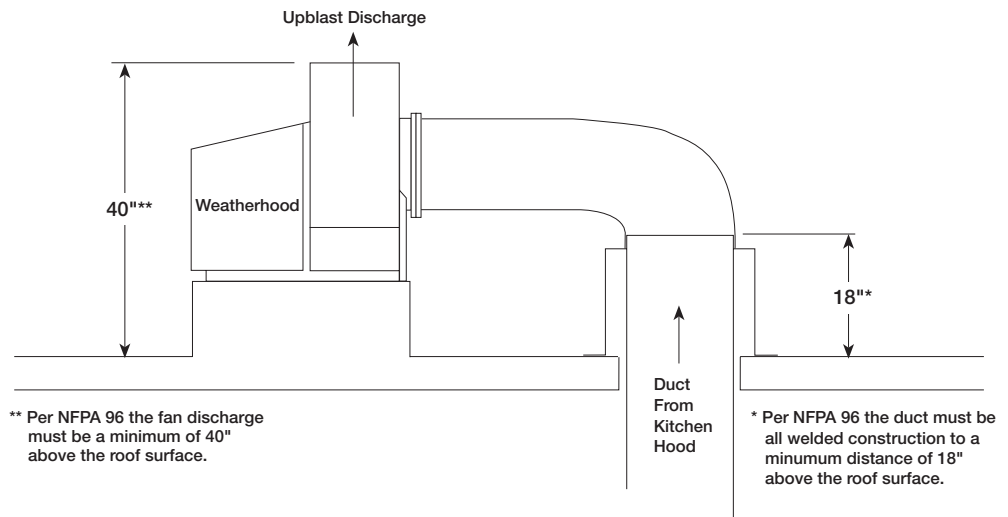 Upblast Discharge
40"**
Weatherhood
18"*
Duct
From
Kitchen
Hood
** Per NFPA 96 the fan discharge
must be a minimum of 40"
above the roof surface.
* Per NFPA 96 the duct must be
all welded construction to a
minumum distance of 18"
above the roof surface.